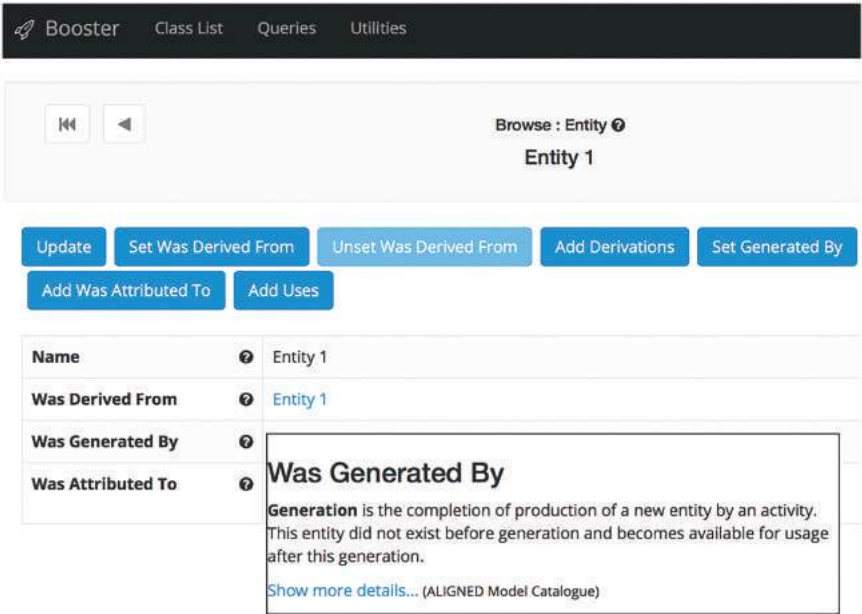 Booster Class List Queries Utilities
Browse : Entity
Entity 1
Update Set Was Derived From Unset Was Derived From Add Derivations Set Generated By
Add Was Attributed To Add Uses
Name Entity 1
Was Derived From Entity 1
Was Generated By
Was Attributed To
Was Generated By
Generation is the completion of production of a new entity by an activity.
This entity did not exist before generation and becomes available for usage
after this generation.
Show more details... (ALIGNED Model Catalogue)